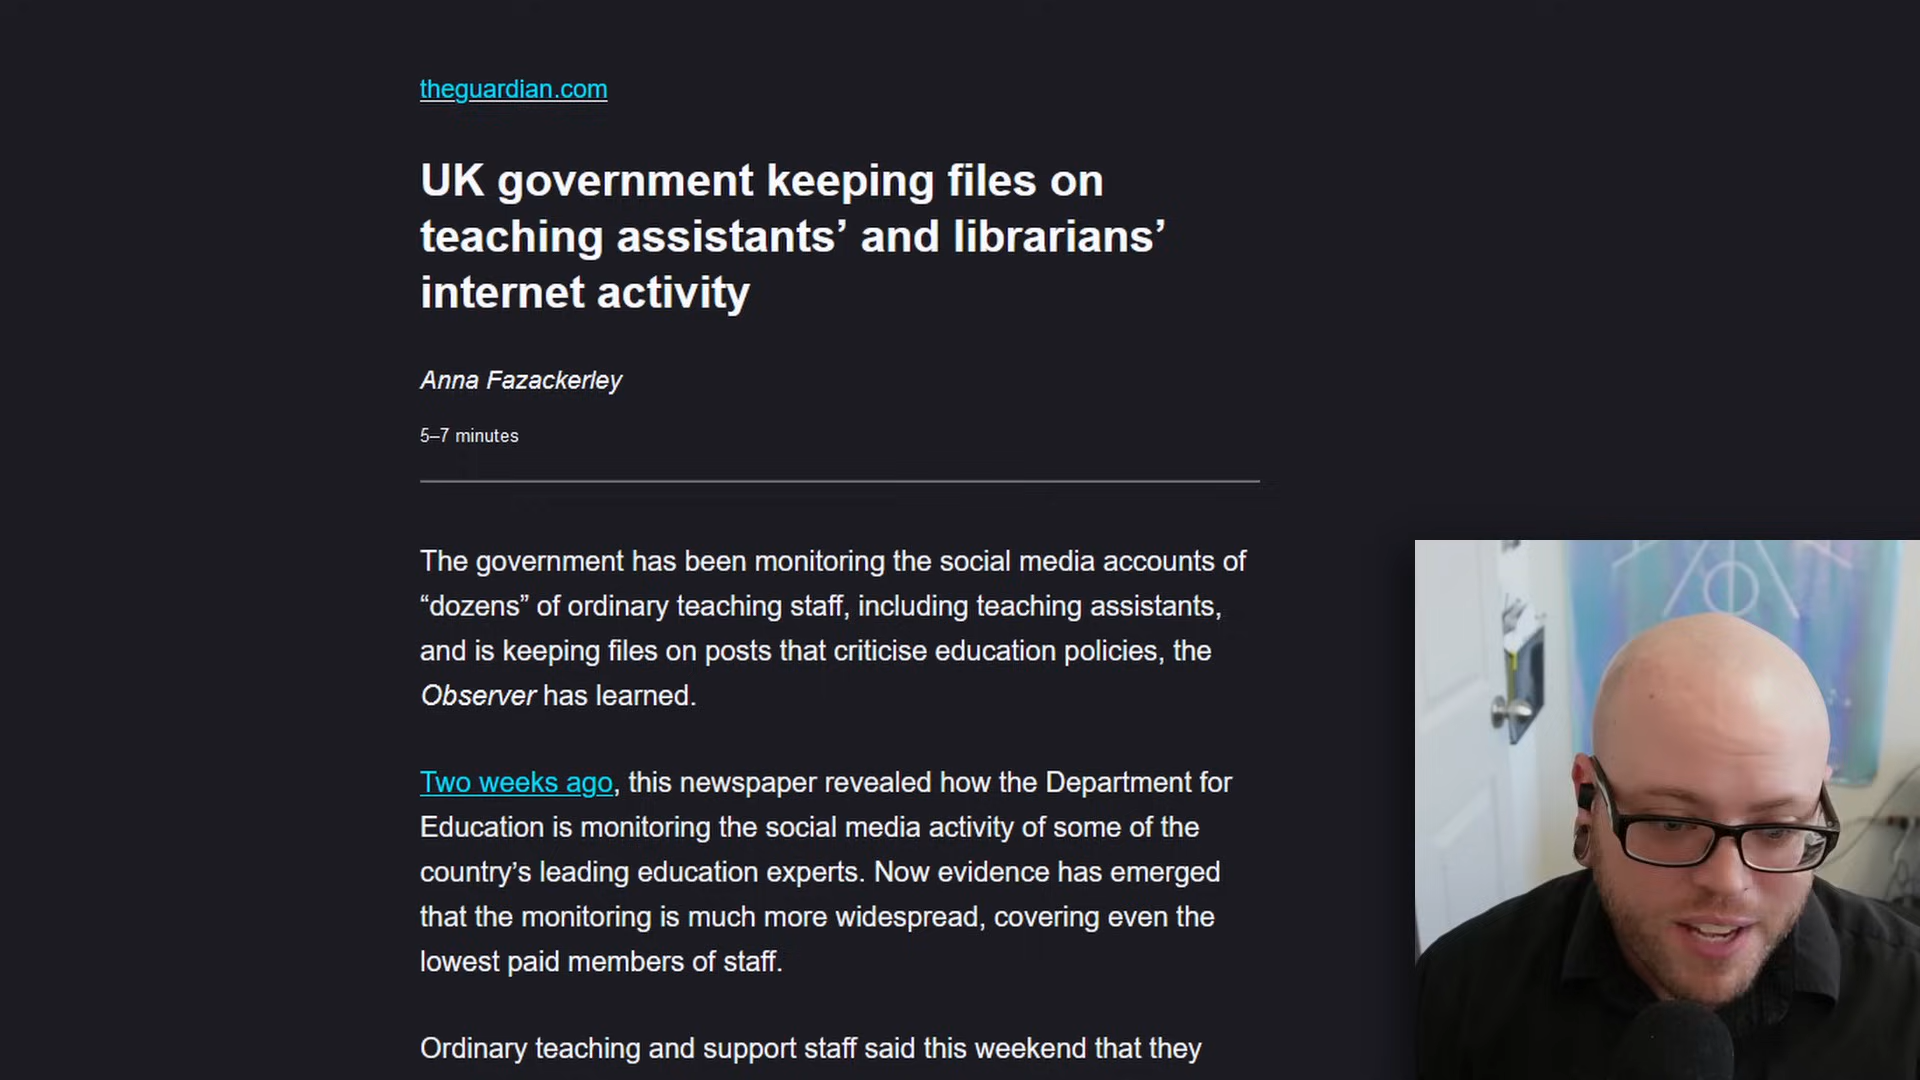 theguardian.com
UK government keeping files on
teaching assistants’ and librarians’
internet activity
Anna Fazackerley
5–7 minutes
The government has been monitoring the social media accounts of
“dozens” of ordinary teaching staff, including teaching assistants,
and is keeping files on posts that criticise education policies, the
Observer has learned.
Two weeks ago, this newspaper revealed how the Department for
Education is monitoring the social media activity of some of the
country’s leading education experts. Now evidence has emerged
that the monitoring is much more widespread, covering even the
lowest paid members of staff.
Ordinary teaching and support staff said this weekend that they